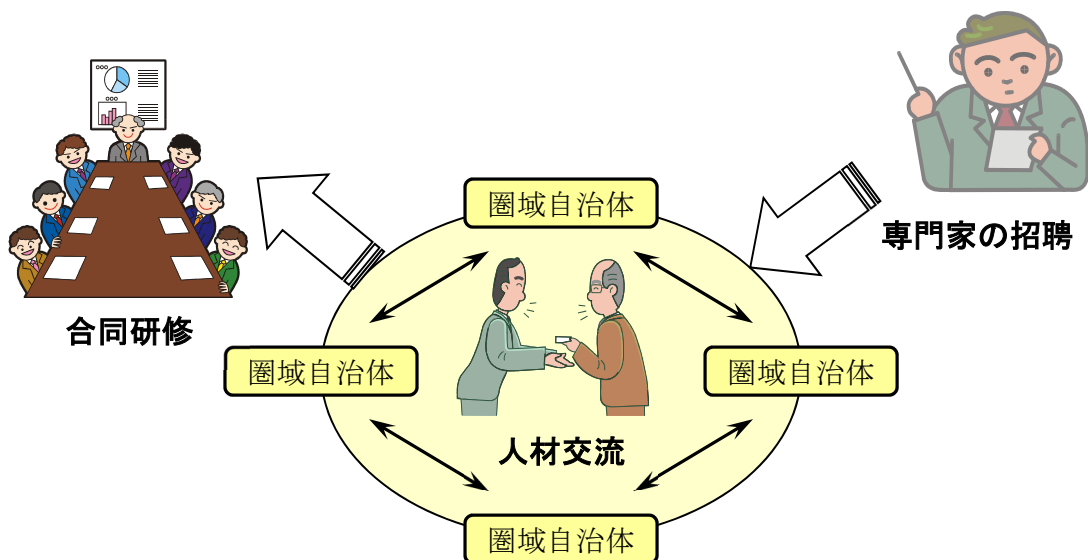 圏域自治体
専門家の招聘
合同研修
圏域自治体
圏域自治体
人材交流
圏域自治体